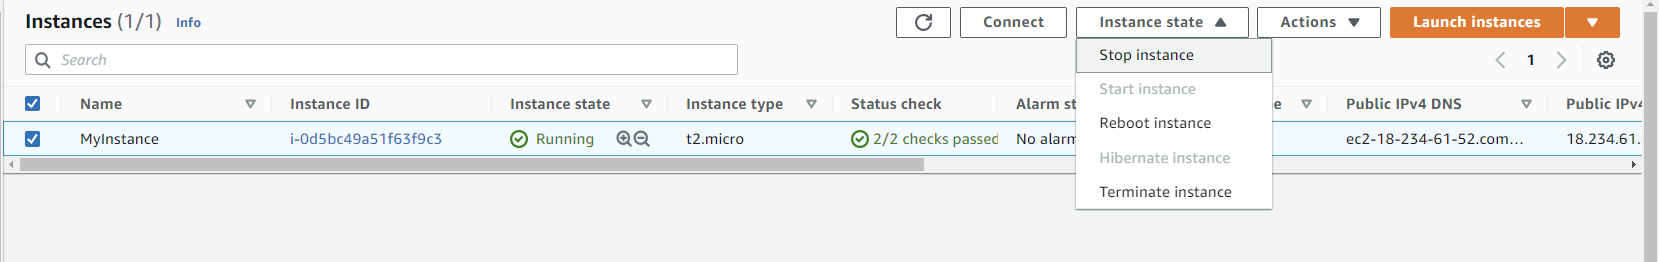 Instances (1/1) Info Connect Instance state Actions Launch instances
Search
1
Stop instance
Start instance
Reboot instance
Hibernate instance
Terminate instance
Name Instance ID Instance state Instance type Status check Alarm st Public IPv4 DNS Public IPv4
MyInstance i-0d5bc49a51f63f9c3 Running t2.micro 2/2 checks passed No alarm ec2-18-234-61-52.com... 18.234.61.